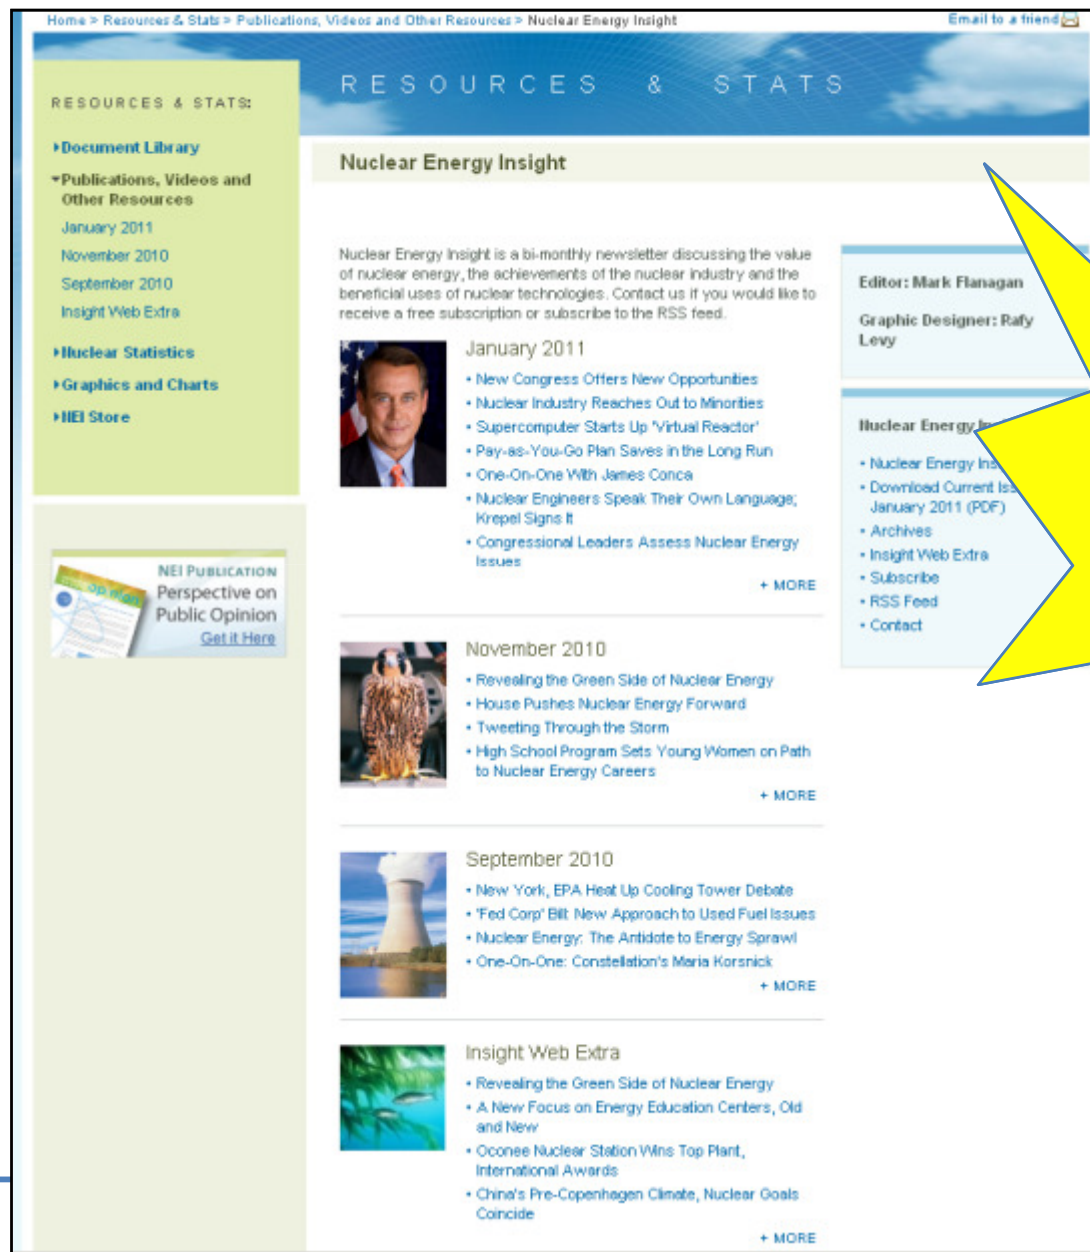 Home > Resources & Stats > Publications, Videos and Other Resources > Nuclear Energy Insight
Email to a friend
RESOURCES & STATS
RESOURCES & STATS:
Document Library
Publications, Videos and
Other Resources
January 2011
November 2010
September 2010
Insight Web Extra
Nuclear Statistics
Graphics and Charts
NEI Store
NEI PUBLICATION
Perspective on
Public Opinion
Get it Here
Nuclear Energy Insight
Nuclear Energy Insight is a bi-monthly newsletter discussing the value
of nuclear energy, the achievements of the nuclear industry and the
beneficial uses of nuclear technologies. Contact us if you would like to
receive a free subscription or subscribe to the RSS feed.
January 2011
• New Congress Offers New Opportunities
• Nuclear Industry Reaches Out to Minorities
• Supercomputer Starts Up 'Virtual Reactor'
• Pay-as-You-Go Plan Saves in the Long Run
• One-On-One With James Conca
• Nuclear Engineers Speak Their Own Language;
Krepel Signs It
• Congressional Leaders Assess Nuclear Energy
Issues
+ MORE
November 2010
• Revealing the Green Side of Nuclear Energy
• House Pushes Nuclear Energy Forward
• Tweeting Through the Storm
• High School Program Sets Young Women on Path
to Nuclear Energy Careers
+ MORE
September 2010
• New York, EPA Heat Up Cooling Tower Debate
• 'Fed Corp' Bill: New Approach to Used Fuel Issues
• Nuclear Energy: The Antidote to Energy Sprawl
• One-On-One: Constellation's Maria Korsnick
+ MORE
Insight Web Extra
• Revealing the Green Side of Nuclear Energy
• A New Focus on Energy Education Centers, Old
and New
• Oconee Nuclear Station Wins Top Plant,
International Awards
• China's Pre-Copenhagen Climate, Nuclear Goals
Coincide
+ MORE
Editor: Mark Flanagan
Graphic Designer: Rafy
Levy
Nuclear Energy
• Nuclear Energy
• Download Current
January 2011 (PDF)
• Archives
• Insight Web Extra
• Subscribe
• RSS Feed
• Contact